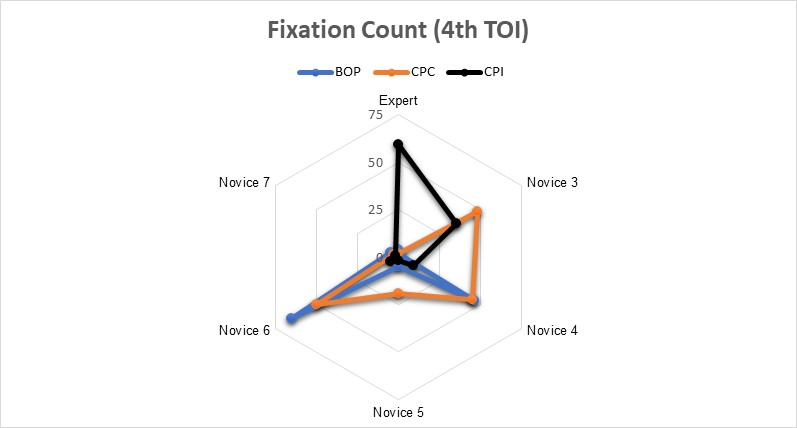 Fixation Count (4th TOI)
BOP CPC CPI
Expert
75
Novice 7
50
Novice 3
25
0
Novice 6
Novice 4
Novice 5